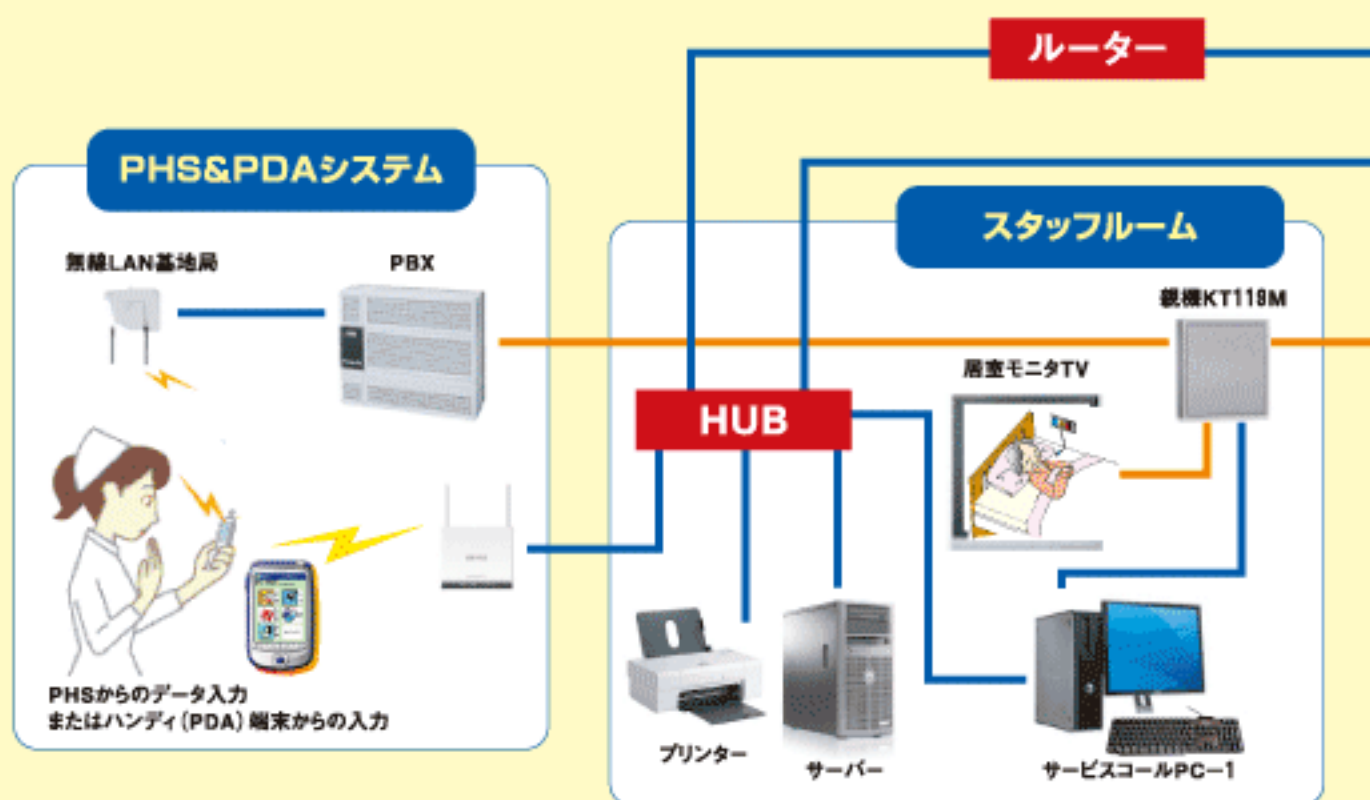 ルーター
PHS&PDAシステム
スタッフルーム
無線LAN基地局
PBX
親機KT119M
居室モニタTV
HUB
PHSからのデータ入力
またはハンディ(PDA)端末からの入力
プリンター
サーバー
サービスコールPC-1